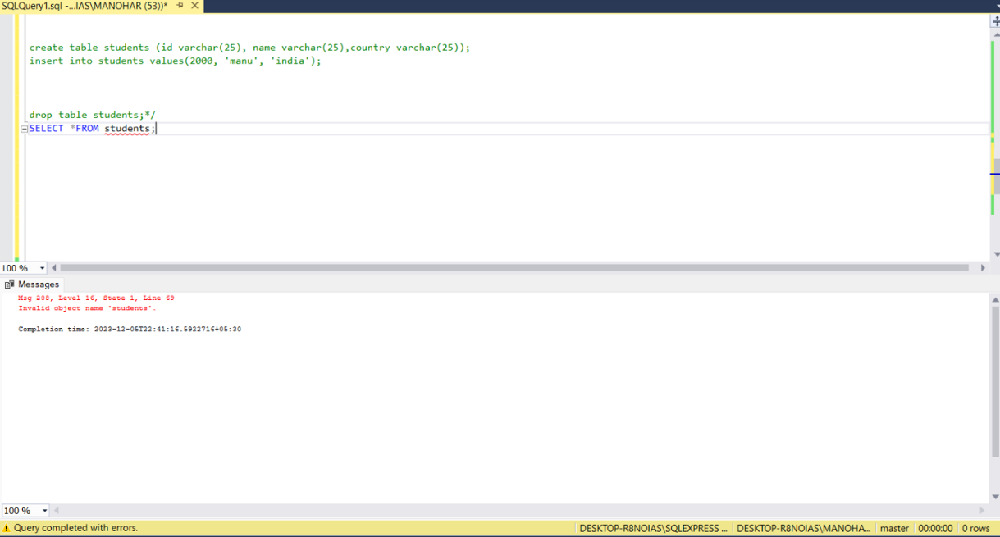 SQLQuery1.sql -...IAS\MANOHAR (53))*
create table students (id varchar(25), name varchar(25),country varchar(25));
insert into students values(2000, 'manu', 'india');
drop table students;*/
SELECT *FROM students;
100 %
Messages
Msg 208, Level 16, State 1, Line 69
Invalid object name 'students'.
Completion time: 2023-12-05T22:41:16.5922716+05:30
100 %
Query completed with errors.
DESKTOP-R8NOIAS\SQLEXPRESS ...
DESKTOP-R8NOIAS\MANOHA...
master
00:00:00
0 rows